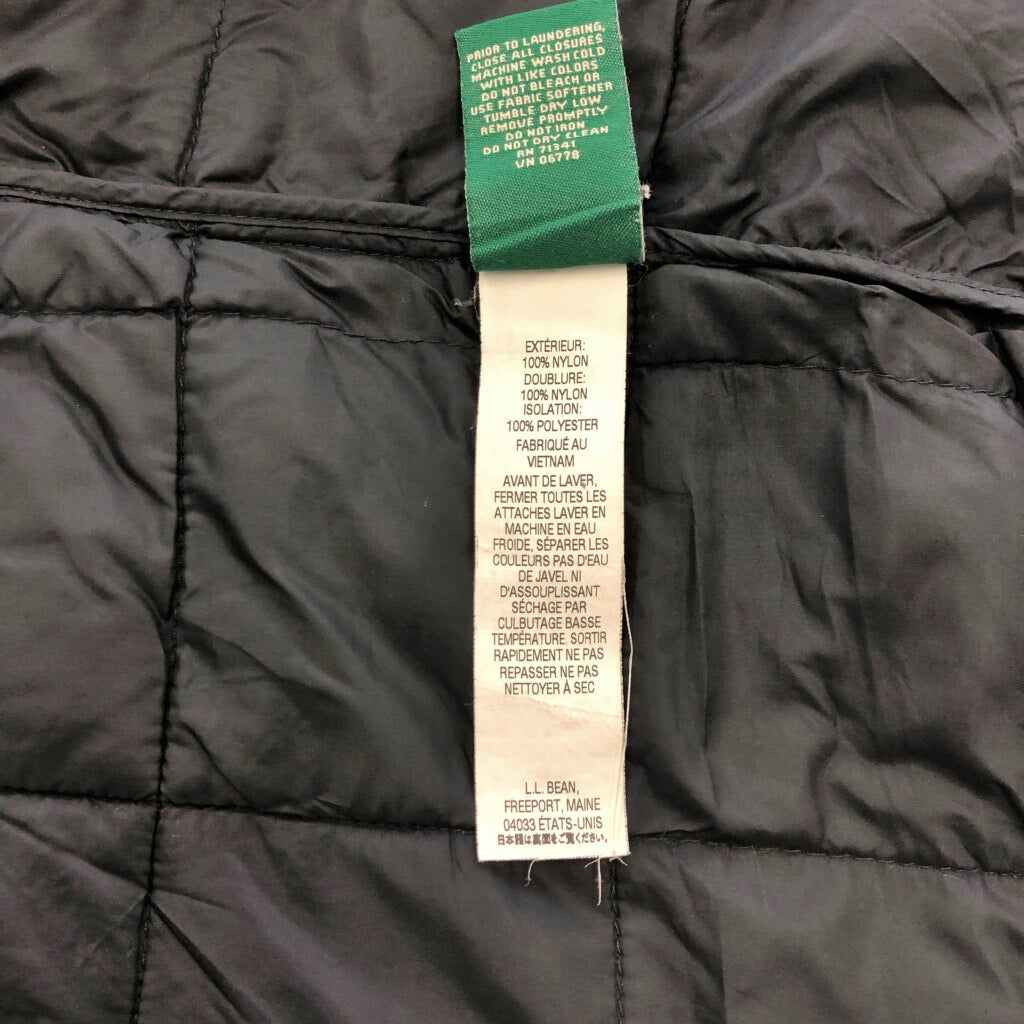 PRIOR TO LAUNDERING,
CLOSE ALL CLOSURES
MACHINE WASH COLD
WITH LIKE COLORS
DO NOT BLEACH OR
USE FABRIC SOFTENER
TUMBLE DRY LOW
REMOVE PROMPTLY
DO NOT IRON
DO NOT DRY CLEAN
RN 71341
VN 06778
EXTÉRIEUR:
100% NYLON
DOUBLURE:
100% NYLON
ISOLATION:
100% POLYESTER
FABRIQUÉ AU
VIETNAM
AVANT DE LAVER,
FERMER TOUTES LES
ATTACHES LAVER EN
MACHINE EN EAU
FROIDE, SÉPARER LES
COULEURS PAS D'EAU
DE JAVEL NI
D'ASSOUPLISSANT
SÉCHAGE PAR
CULBUTAGE BASSE
TEMPÉRATURE, SORTIR
RAPIDEMENT NE PAS
REPASSER NE PAS
NETTOYER À SEC
L.L. BEAN,
FREEPORT, MAINE
04033 ÉTATS-UNIS
日本語は裏面をご覧ください。